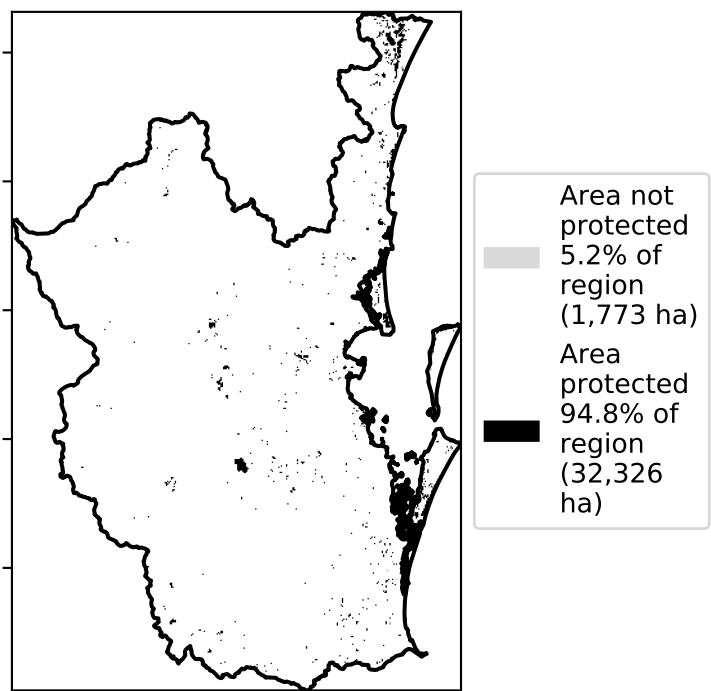 Area not
protected
5.2% of
region
(1,773 ha)
Area
protected
94.8% of
region
(32,326
ha)